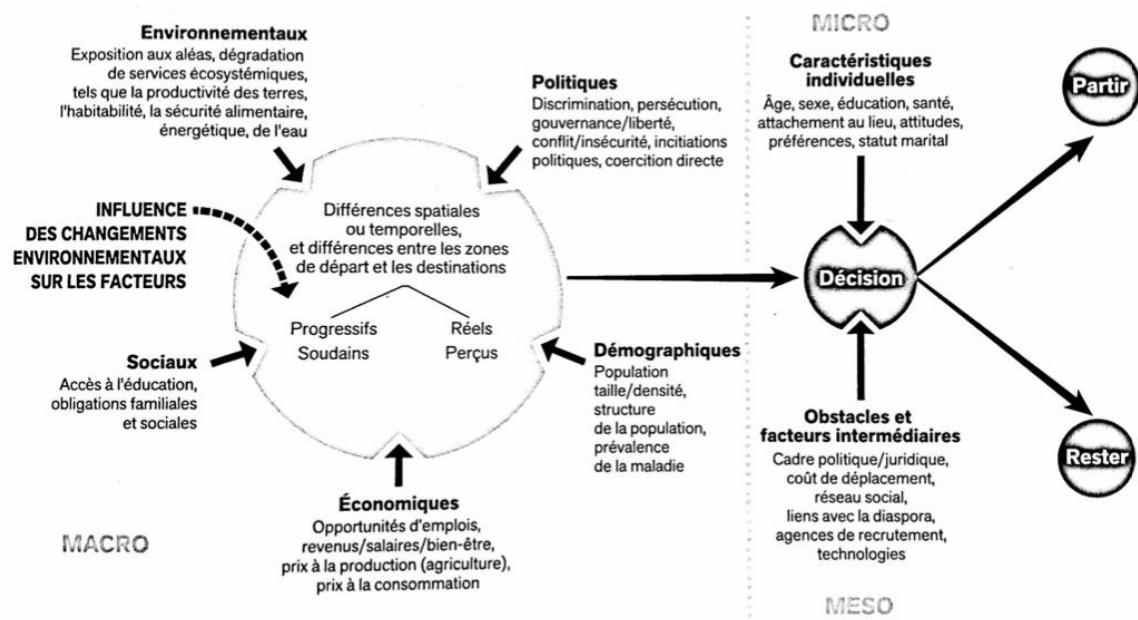 Environnementaux
Exposition aux aléas, dégradation
de services écosystémiques,
tels que la productivité des terres,
l'habitabilité, la sécurité alimentaire,
énergétique, de l'eau
Politiques
Discrimination, persécution,
gouvernance/liberté,
conflit/insécurité, incitiations
politiques, coercition directe
INFLUENCE
DES CHANGEMENTS
ENVIRONNEMENTAUX
SUR LES FACTEURS
Différences spatiales
ou temporelles,
et différences entre les zones
de départ et les destinations
Progressifs
Soudains
Réels
Perçus
Sociaux
Accès à l'éducation,
obligations familiales
et sociales
Démographiques
Population
taille/densité,
structure
de la population,
prévalence
de la maladie
Économiques
Opportunités d'emplois,
revenus/salaires/bien-être,
prix à la production (agriculture),
prix à la consommation
MACRO
MICRO
Caractéristiques
individuelles
Âge, sexe, éducation, santé,
attachement au lieu, attitudes,
préférences, statut marital
Décision
Partir
Rester
Obstacles et
facteurs intermédiaires
Cadre politique/juridique,
coût de déplacement,
réseau social,
liens avec la diaspora,
agences de recrutement,
technologies
MESO